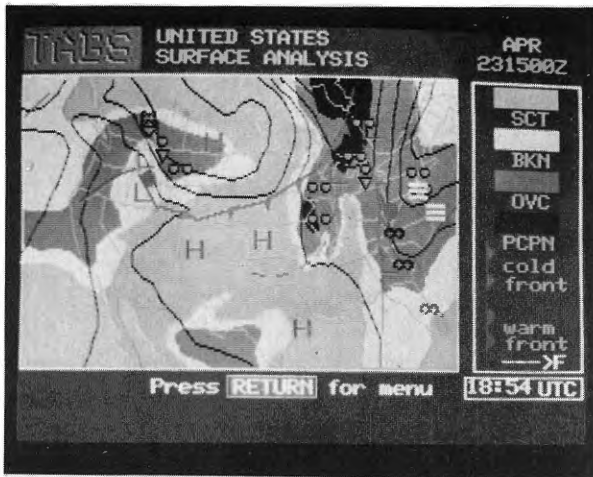 TABS
UNITED STATES
SURFACE ANALYSIS
APR
231500Z
H
L
H
H
H
SCT
BKN
OVC
PCPN
cold
front
warm
front
—>F
Press RETURN for menu
18:54 UTC